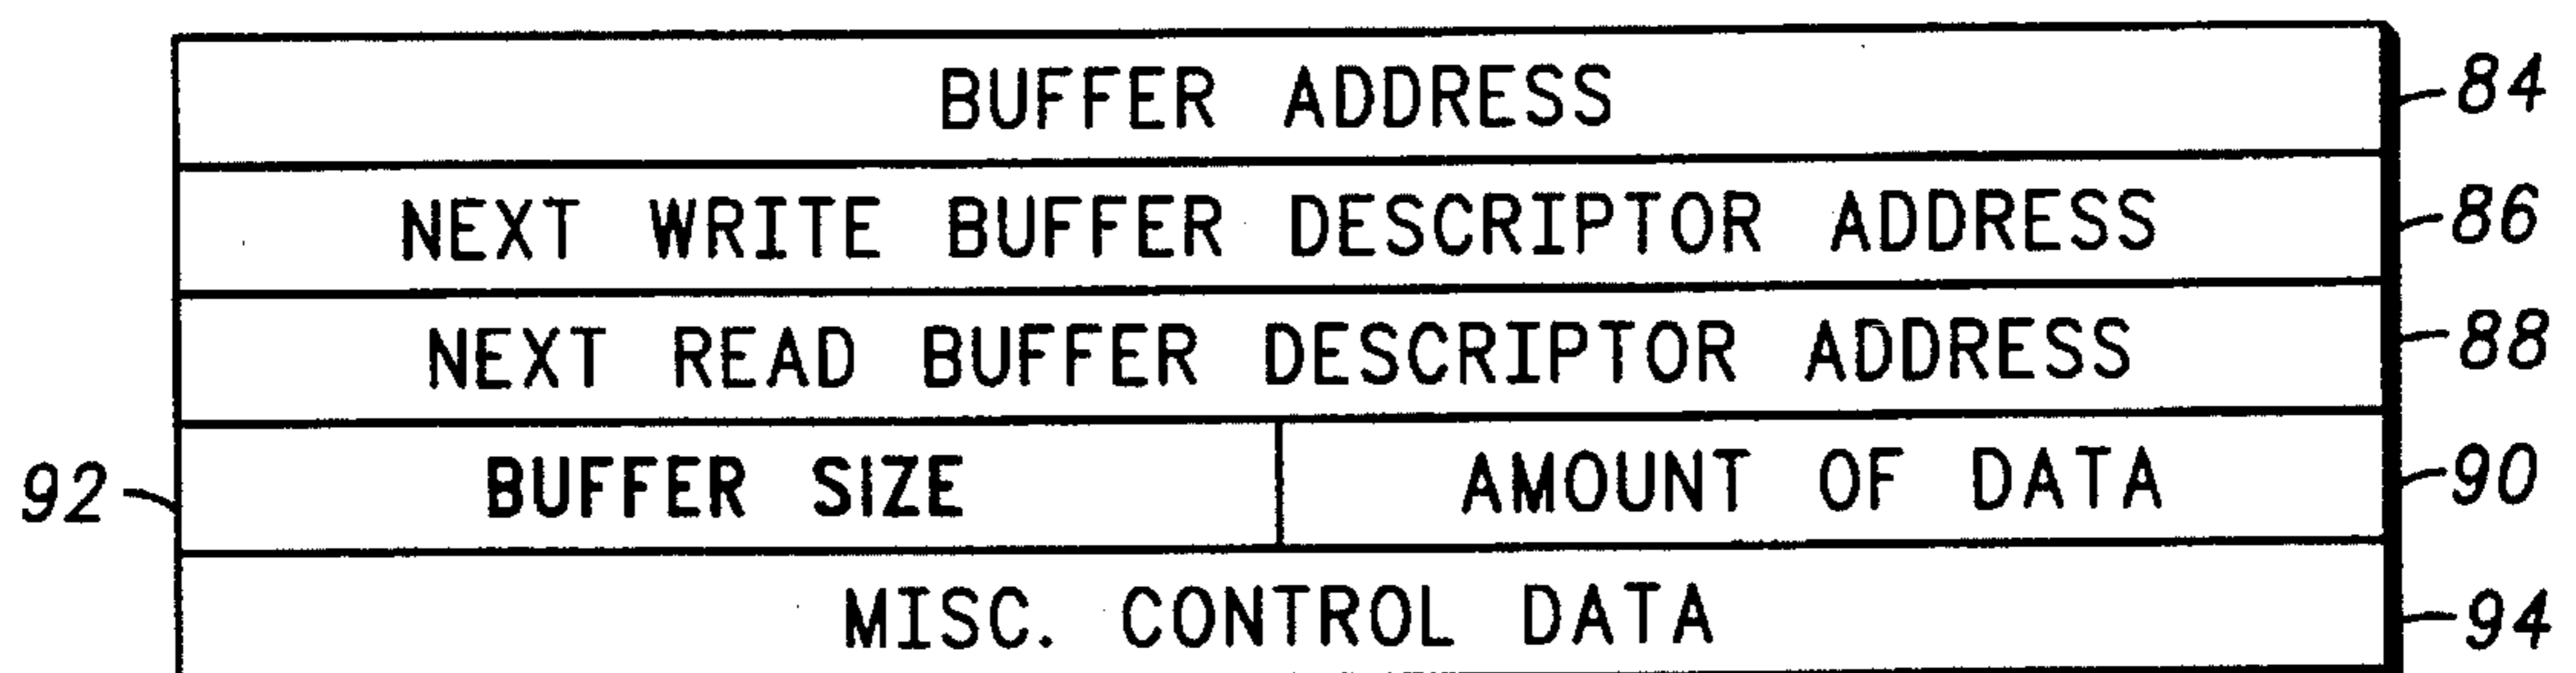 BUFFER ADDRESS 84
NEXT WRITE BUFFER DESCRIPTOR ADDRESS 86
NEXT READ BUFFER DESCRIPTOR ADDRESS 88
92 BUFFER SIZE AMOUNT OF DATA 90
MISC. CONTROL DATA 94